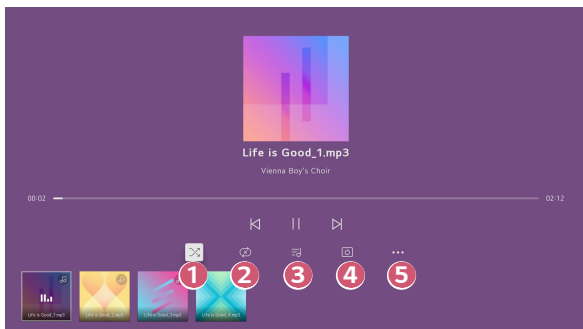 Life is Good_1.mp3
Vienna Boy's Choir
00:02
02:12
1 2 3 4 5
Life is Good_1.mp3 Life is Good_2.mp3 Life is Good_3.mp3 Life is Good_4.mp3